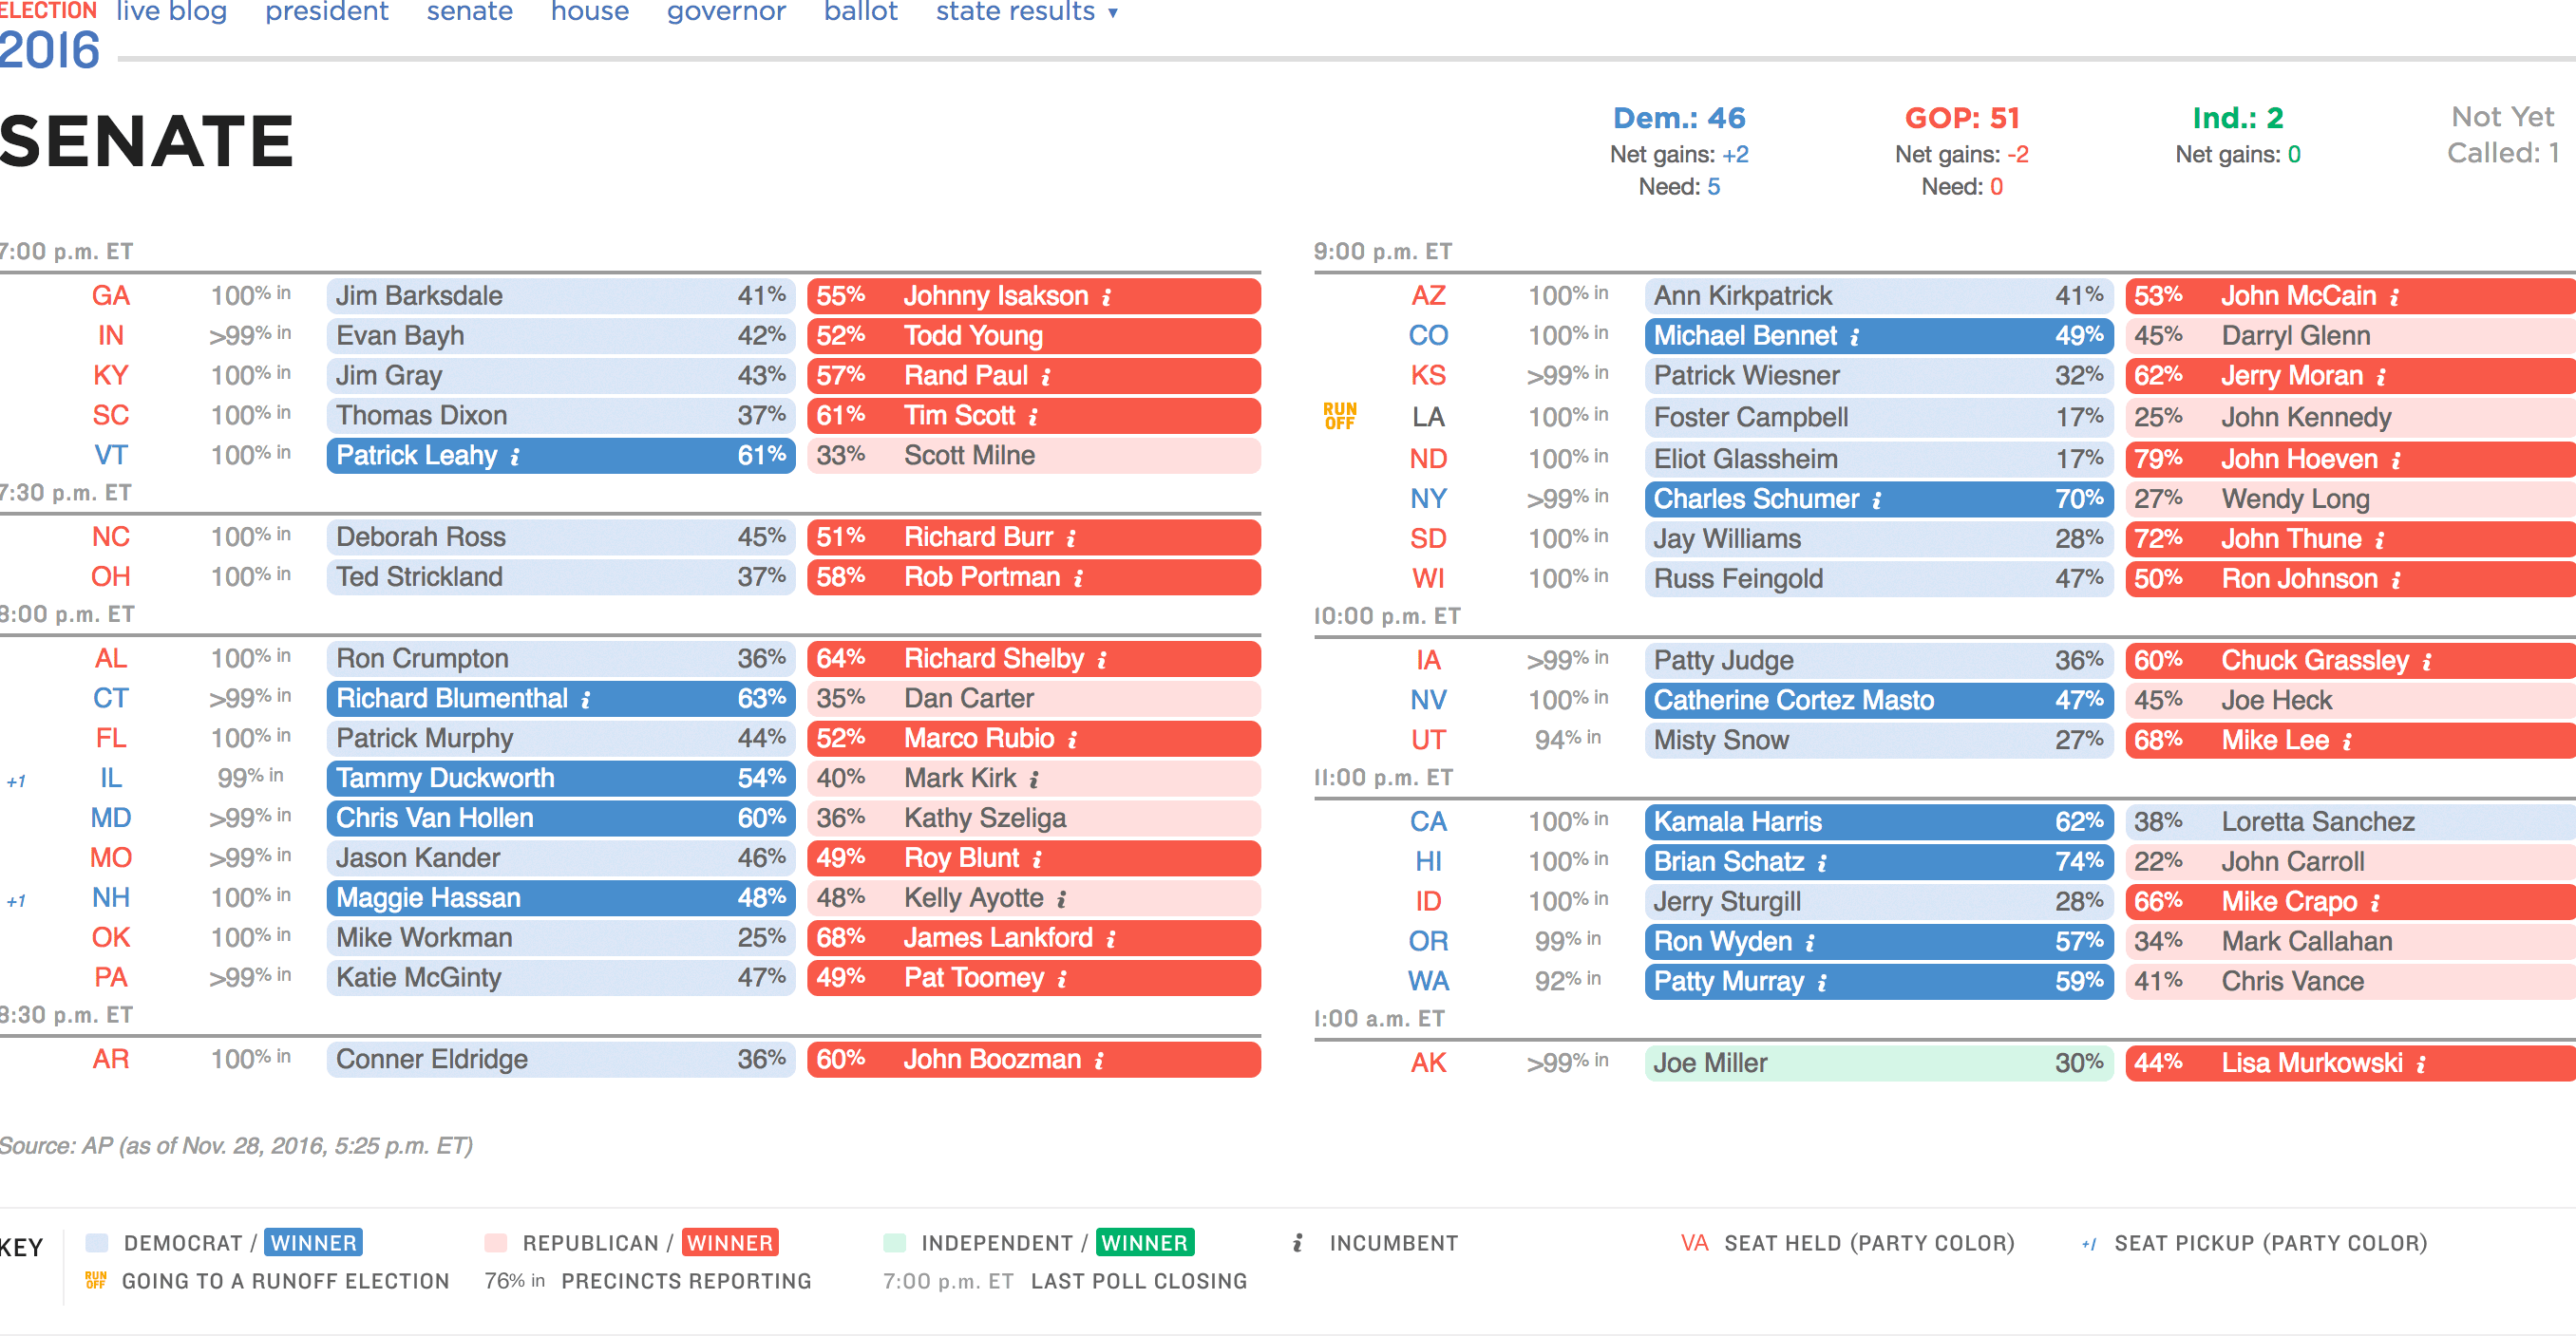 ELECTION live blog president senate house governor ballot state results ▼
2016
SENATE
Dem.: 46 GOP: 51 Ind.: 2 Not Yet
Net gains: +2 Net gains: -2 Net gains: 0 Called: 1
Need: 5 Need: 0
7:00 p.m. ET
GA 100% in Jim Barksdale 41% 55% Johnny Isakson i
IN >99% in Evan Bayh 42% 52% Todd Young
KY 100% in Jim Gray 43% 57% Rand Paul i
SC 100% in Thomas Dixon 37% 61% Tim Scott i
VT 100% in Patrick Leahy i 61% 33% Scott Milne
7:30 p.m. ET
NC 100% in Deborah Ross 45% 51% Richard Burr i
OH 100% in Ted Strickland 37% 58% Rob Portman i
8:00 p.m. ET
AL 100% in Ron Crumpton 36% 64% Richard Shelby i
CT >99% in Richard Blumenthal i 63% 35% Dan Carter
FL 100% in Patrick Murphy 44% 52% Marco Rubio i
+1 IL 99% in Tammy Duckworth 54% 40% Mark Kirk i
MD >99% in Chris Van Hollen 60% 36% Kathy Szeliga
MO >99% in Jason Kander 46% 49% Roy Blunt i
+1 NH 100% in Maggie Hassan 48% 48% Kelly Ayotte i
OK 100% in Mike Workman 25% 68% James Lankford i
PA >99% in Katie McGinty 47% 49% Pat Toomey i
8:30 p.m. ET
AR 100% in Conner Eldridge 36% 60% John Boozman i
9:00 p.m. ET
AZ 100% in Ann Kirkpatrick 41% 53% John McCain i
CO 100% in Michael Bennet i 49% 45% Darryl Glenn
KS >99% in Patrick Wiesner 32% 62% Jerry Moran i
RUN OFF LA 100% in Foster Campbell 17% 25% John Kennedy
ND 100% in Eliot Glassheim 17% 79% John Hoeven i
NY >99% in Charles Schumer i 70% 27% Wendy Long
SD 100% in Jay Williams 28% 72% John Thune i
WI 100% in Russ Feingold 47% 50% Ron Johnson i
10:00 p.m. ET
IA >99% in Patty Judge 36% 60% Chuck Grassley i
NV 100% in Catherine Cortez Masto 47% 45% Joe Heck
UT 94% in Misty Snow 27% 68% Mike Lee i
11:00 p.m. ET
CA 100% in Kamala Harris 62% 38% Loretta Sanchez
HI 100% in Brian Schatz i 74% 22% John Carroll
ID 100% in Jerry Sturgill 28% 66% Mike Crapo i
OR 99% in Ron Wyden i 57% 34% Mark Callahan
WA 92% in Patty Murray i 59% 41% Chris Vance
1:00 a.m. ET
AK >99% in Joe Miller 30% 44% Lisa Murkowski i
Source: AP (as of Nov. 28, 2016, 5:25 p.m. ET)
KEY DEMOCRAT / WINNER REPUBLICAN / WINNER INDEPENDENT / WINNER i INCUMBENT VA SEAT HELD (PARTY COLOR) +1 SEAT PICKUP (PARTY COLOR)
RUN OFF GOING TO A RUNOFF ELECTION 76% in PRECINCTS REPORTING 7:00 p.m. ET LAST POLL CLOSING